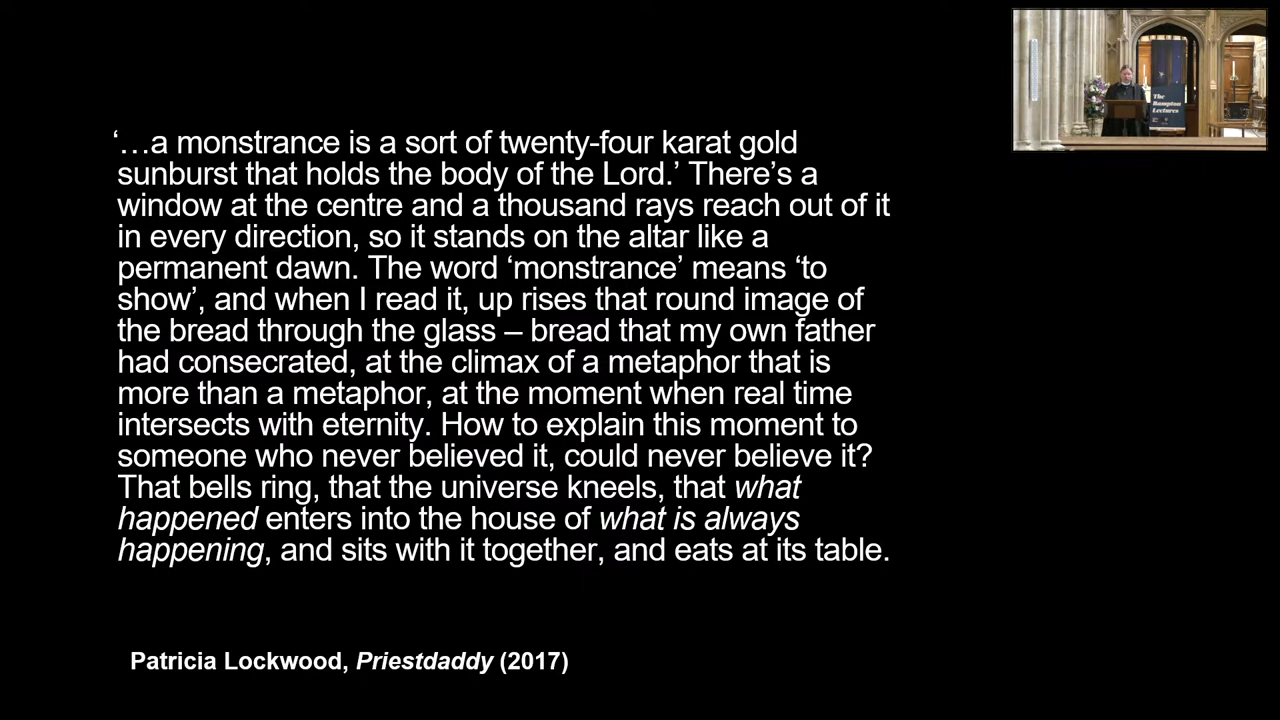 ‘…a monstrance is a sort of twenty-four karat gold
sunburst that holds the body of the Lord.’ There’s a
window at the centre and a thousand rays reach out of it
in every direction, so it stands on the altar like a
permanent dawn. The word ‘monstrance’ means ‘to
show’, and when I read it, up rises that round image of
the bread through the glass – bread that my own father
had consecrated, at the climax of a metaphor that is
more than a metaphor, at the moment when real time
intersects with eternity. How to explain this moment to
someone who never believed it, could never believe it?
That bells ring, that the universe kneels, that what
happened enters into the house of what is always
happening, and sits with it together, and eats at its table.
Patricia Lockwood, Priestdaddy (2017)
The
Bampton
Lectures